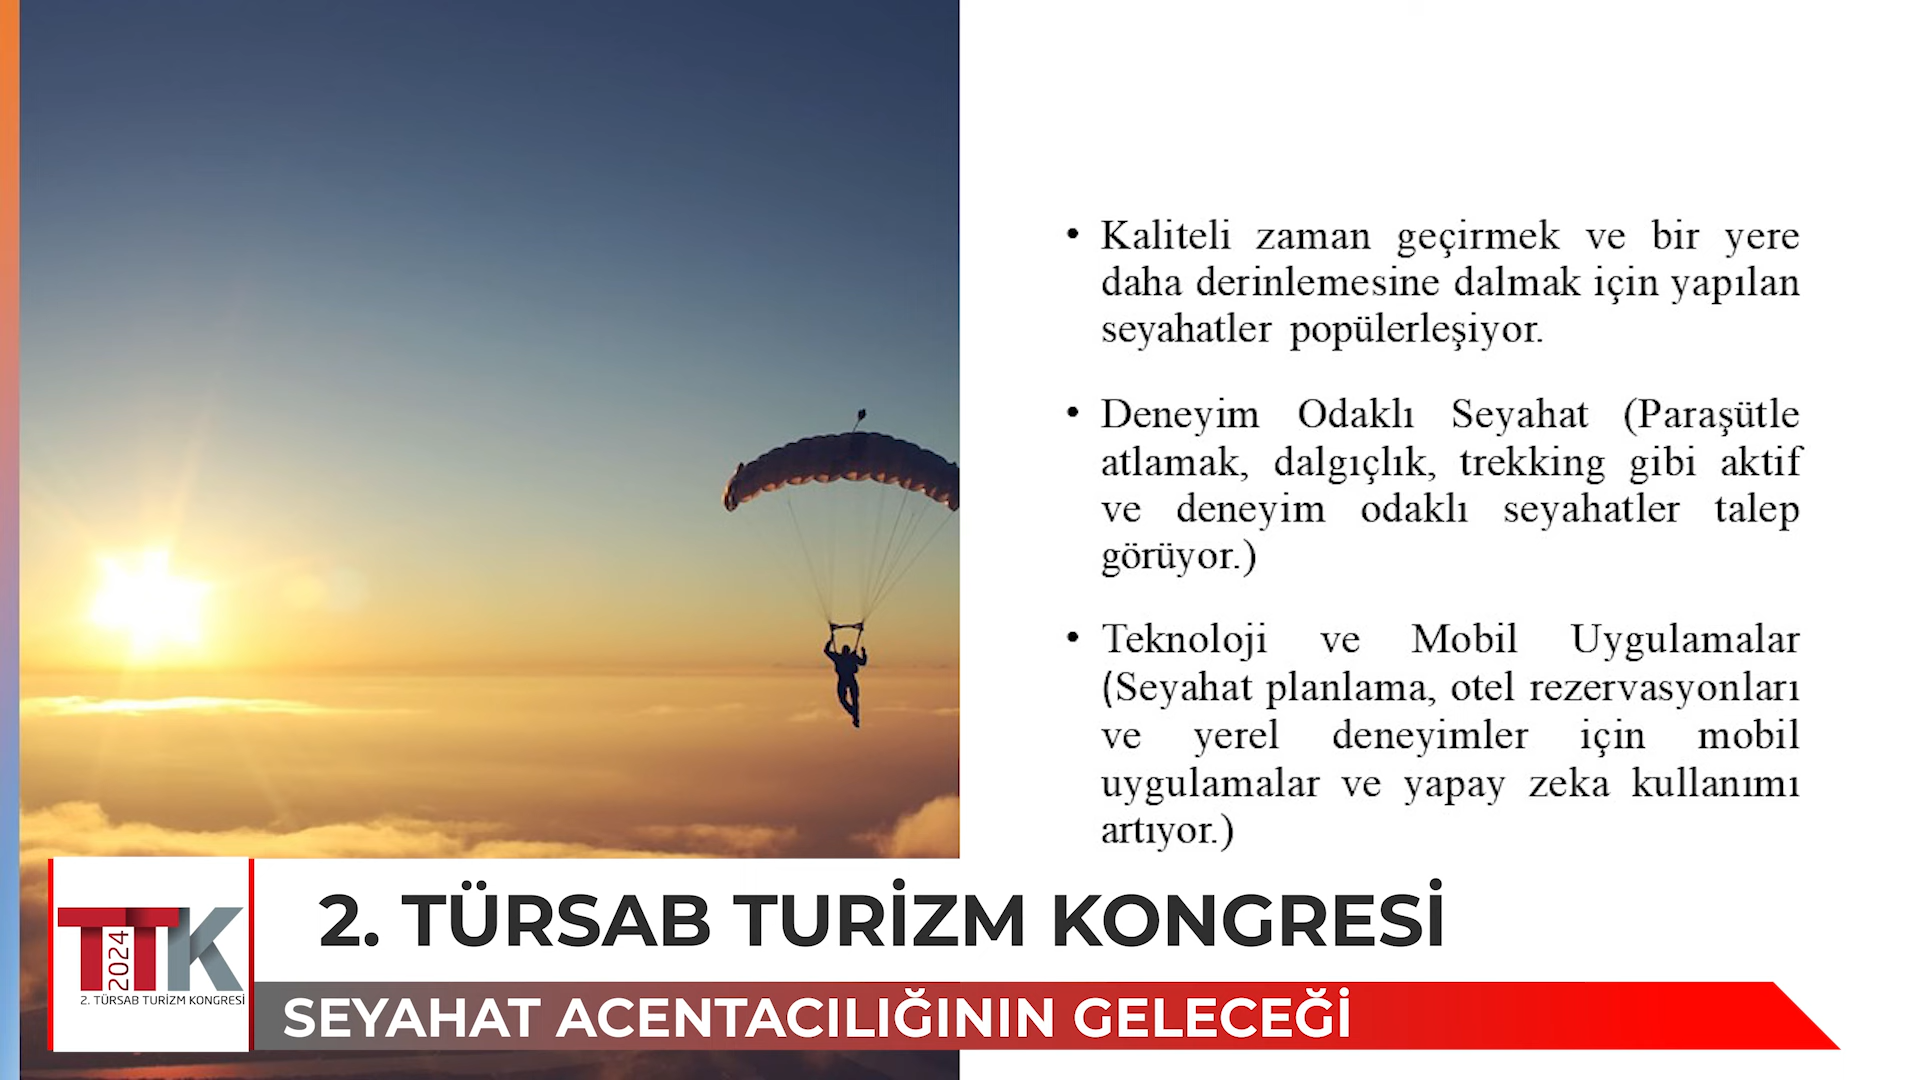 • Kaliteli zaman geçirmek ve bir yere
daha derinlemesine dalmak için yapılan
seyahatler popülerleşiyor.
• Deneyim Odaklı Seyahat (Paraşütle
atlamak, dalgıçlık, trekking gibi aktif
ve deneyim odaklı seyahatler talep
görüyor.)
• Teknoloji ve Mobil Uygulamalar
(Seyahat planlama, otel rezervasyonları
ve yerel deneyimler için mobil
uygulamalar ve yapay zeka kullanımı
artıyor.)
TTK
2024
2. TÜRSAB TURİZM KONGRESİ
2. TÜRSAB TURİZM KONGRESİ
SEYAHAT ACENTACILIĞININ GELECEĞİ